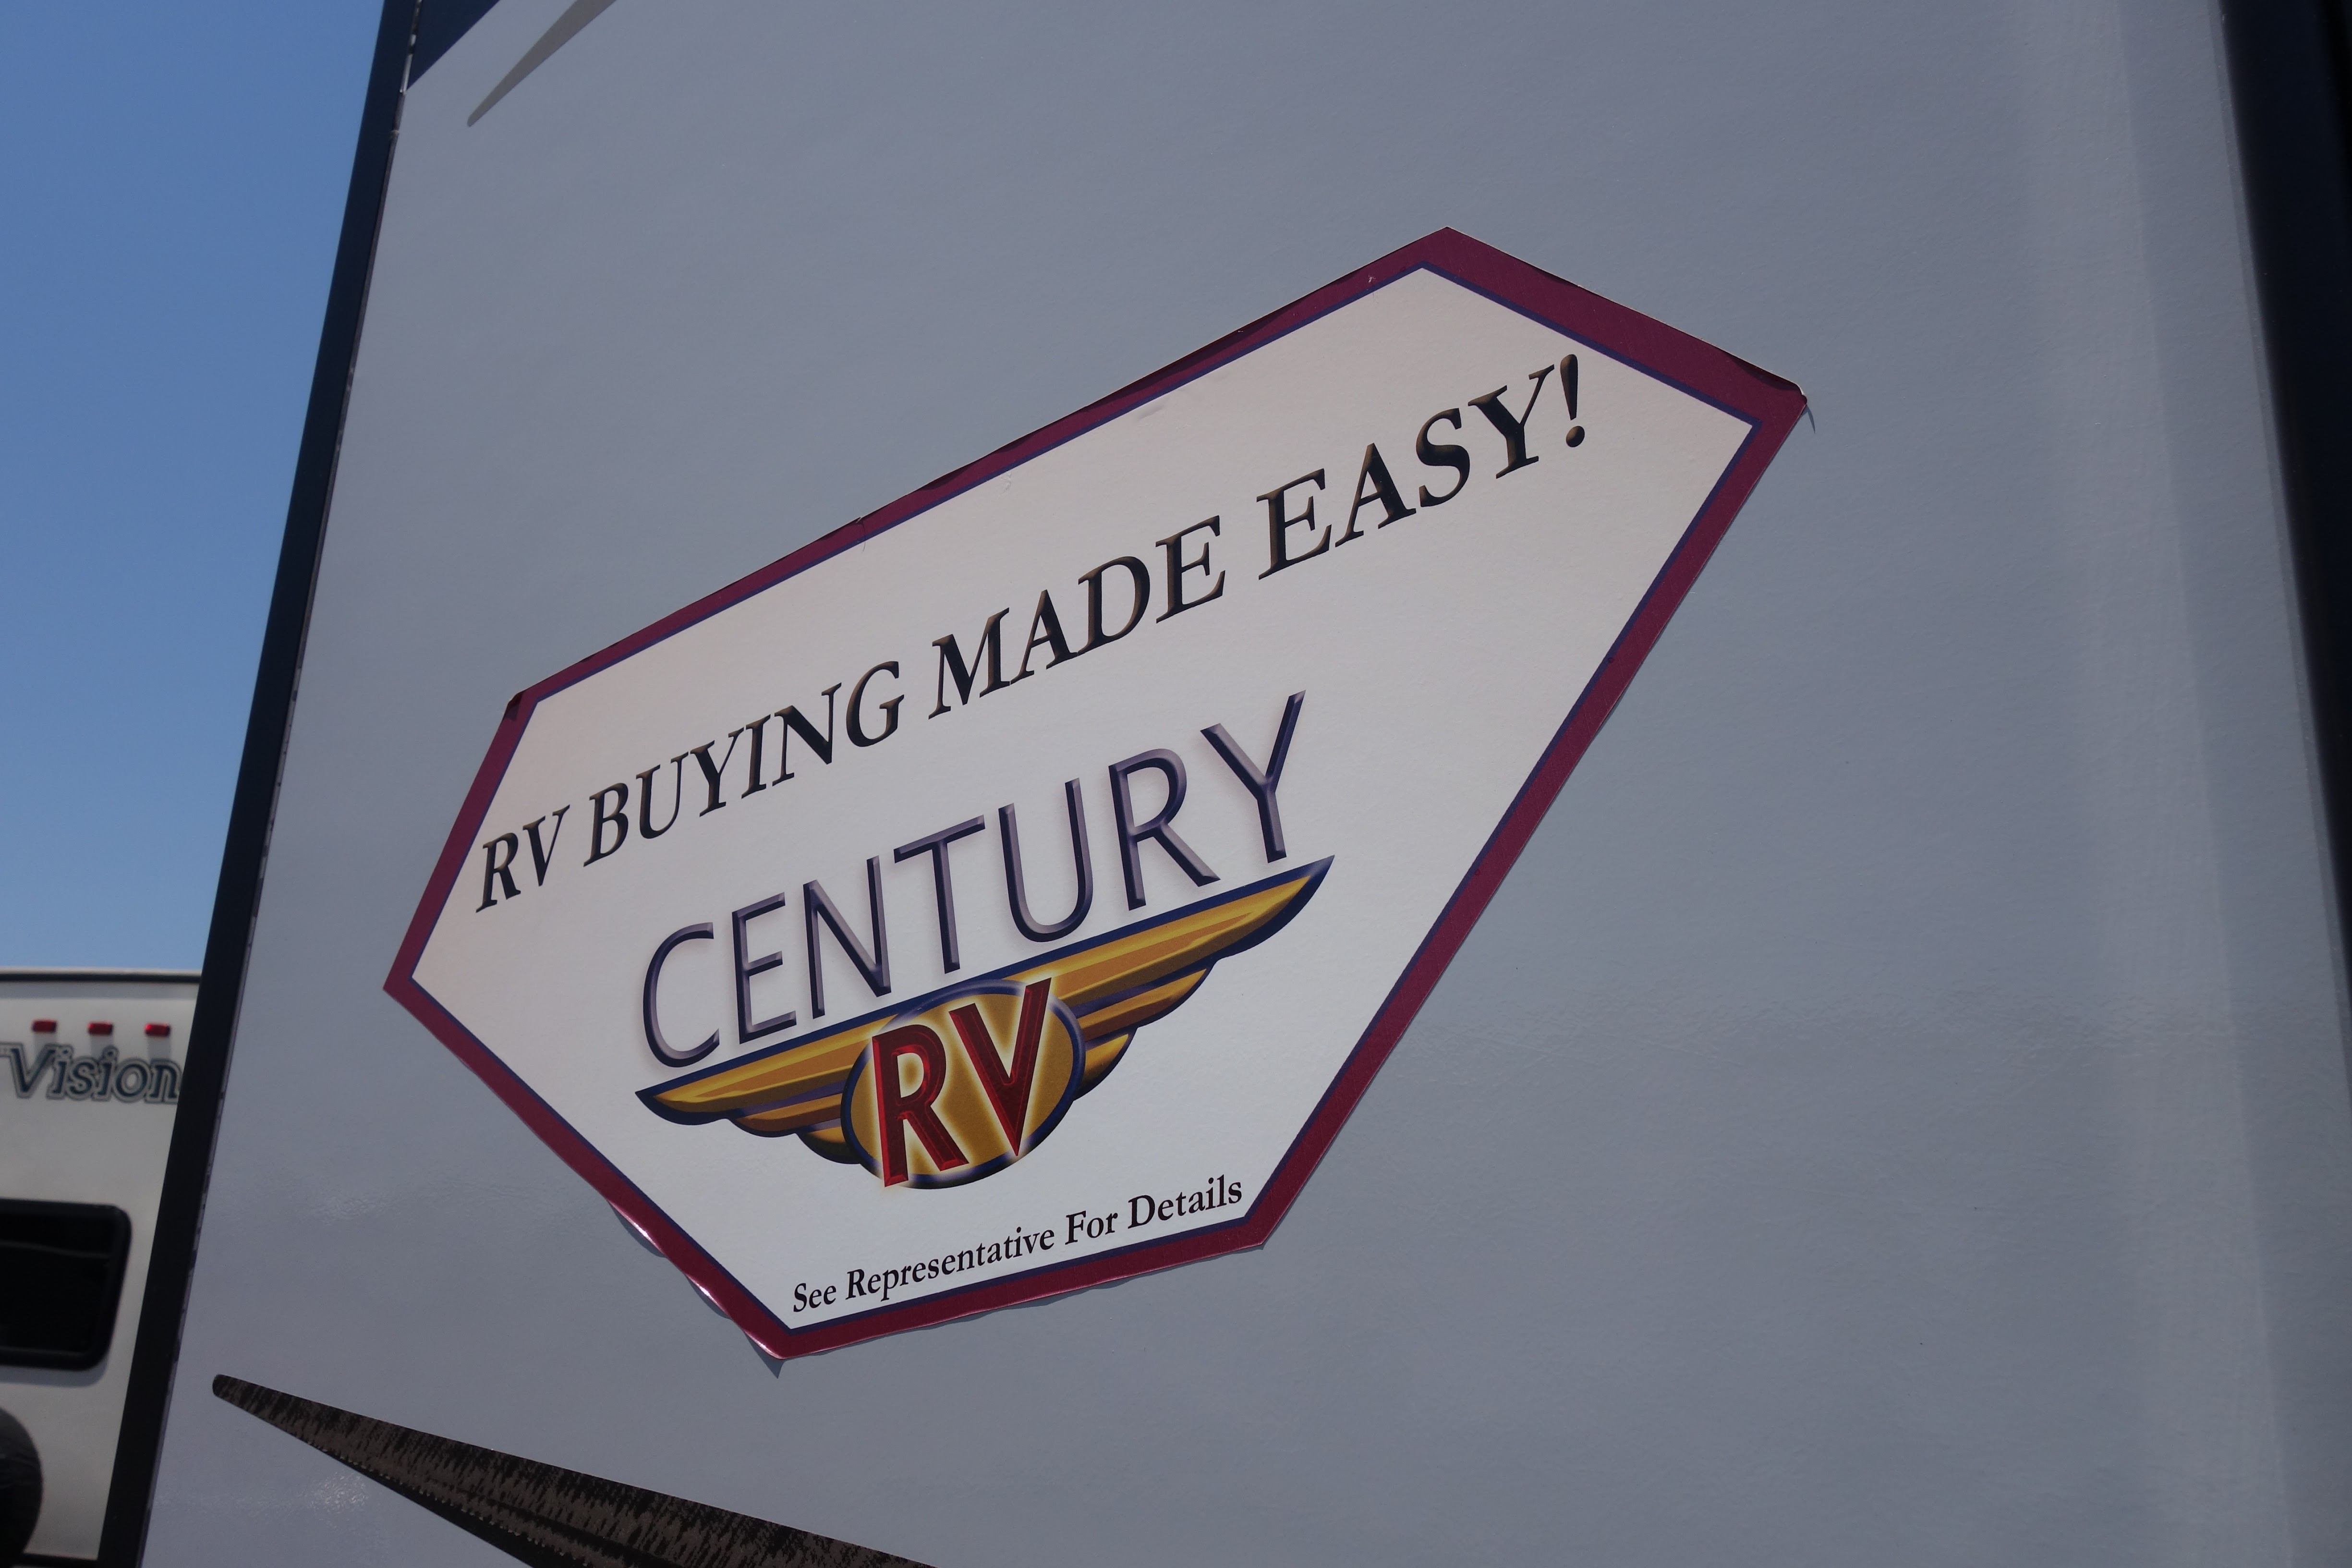 RV BUYING MADE EASY!
CENTURY
RV
See Representative For Details
Vision